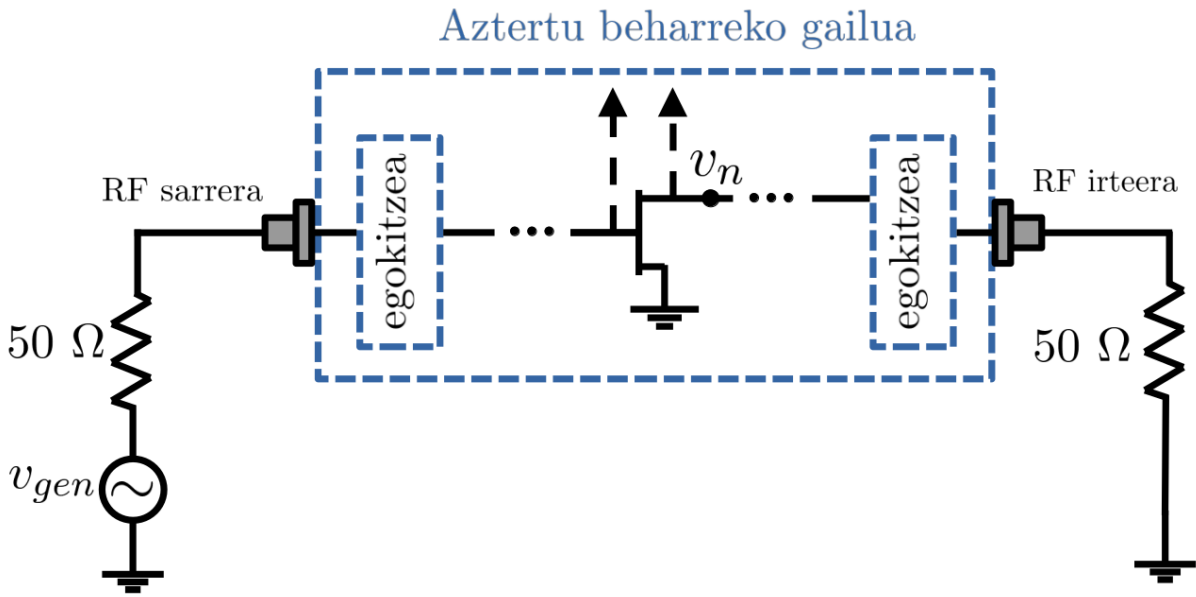 Aztertu beharreko gailua
RF sarrera
egokitzea
v_n
egokitzea
RF irteera
50 Ω
50 Ω
v_gen